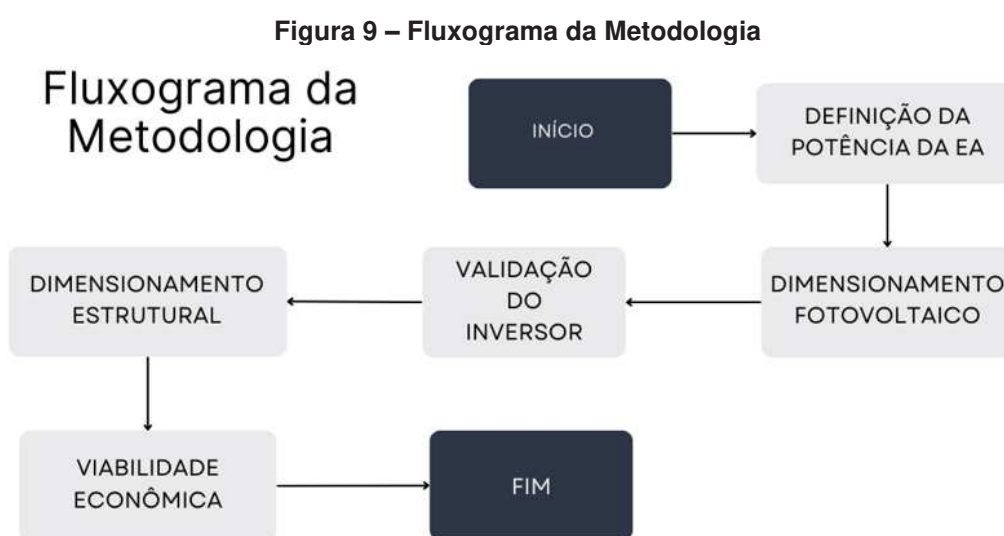 Figura 9 – Fluxograma da Metodologia
Fluxograma da
Metodologia
INÍCIO
DEFINIÇÃO DA
POTÊNCIA DA EA
DIMENSIONAMENTO
FOTOVOLTAICO
VALIDAÇÃO
DO
INVERSOR
DIMENSIONAMENTO
ESTRUTURAL
VIABILIDADE
ECONÔMICA
FIM